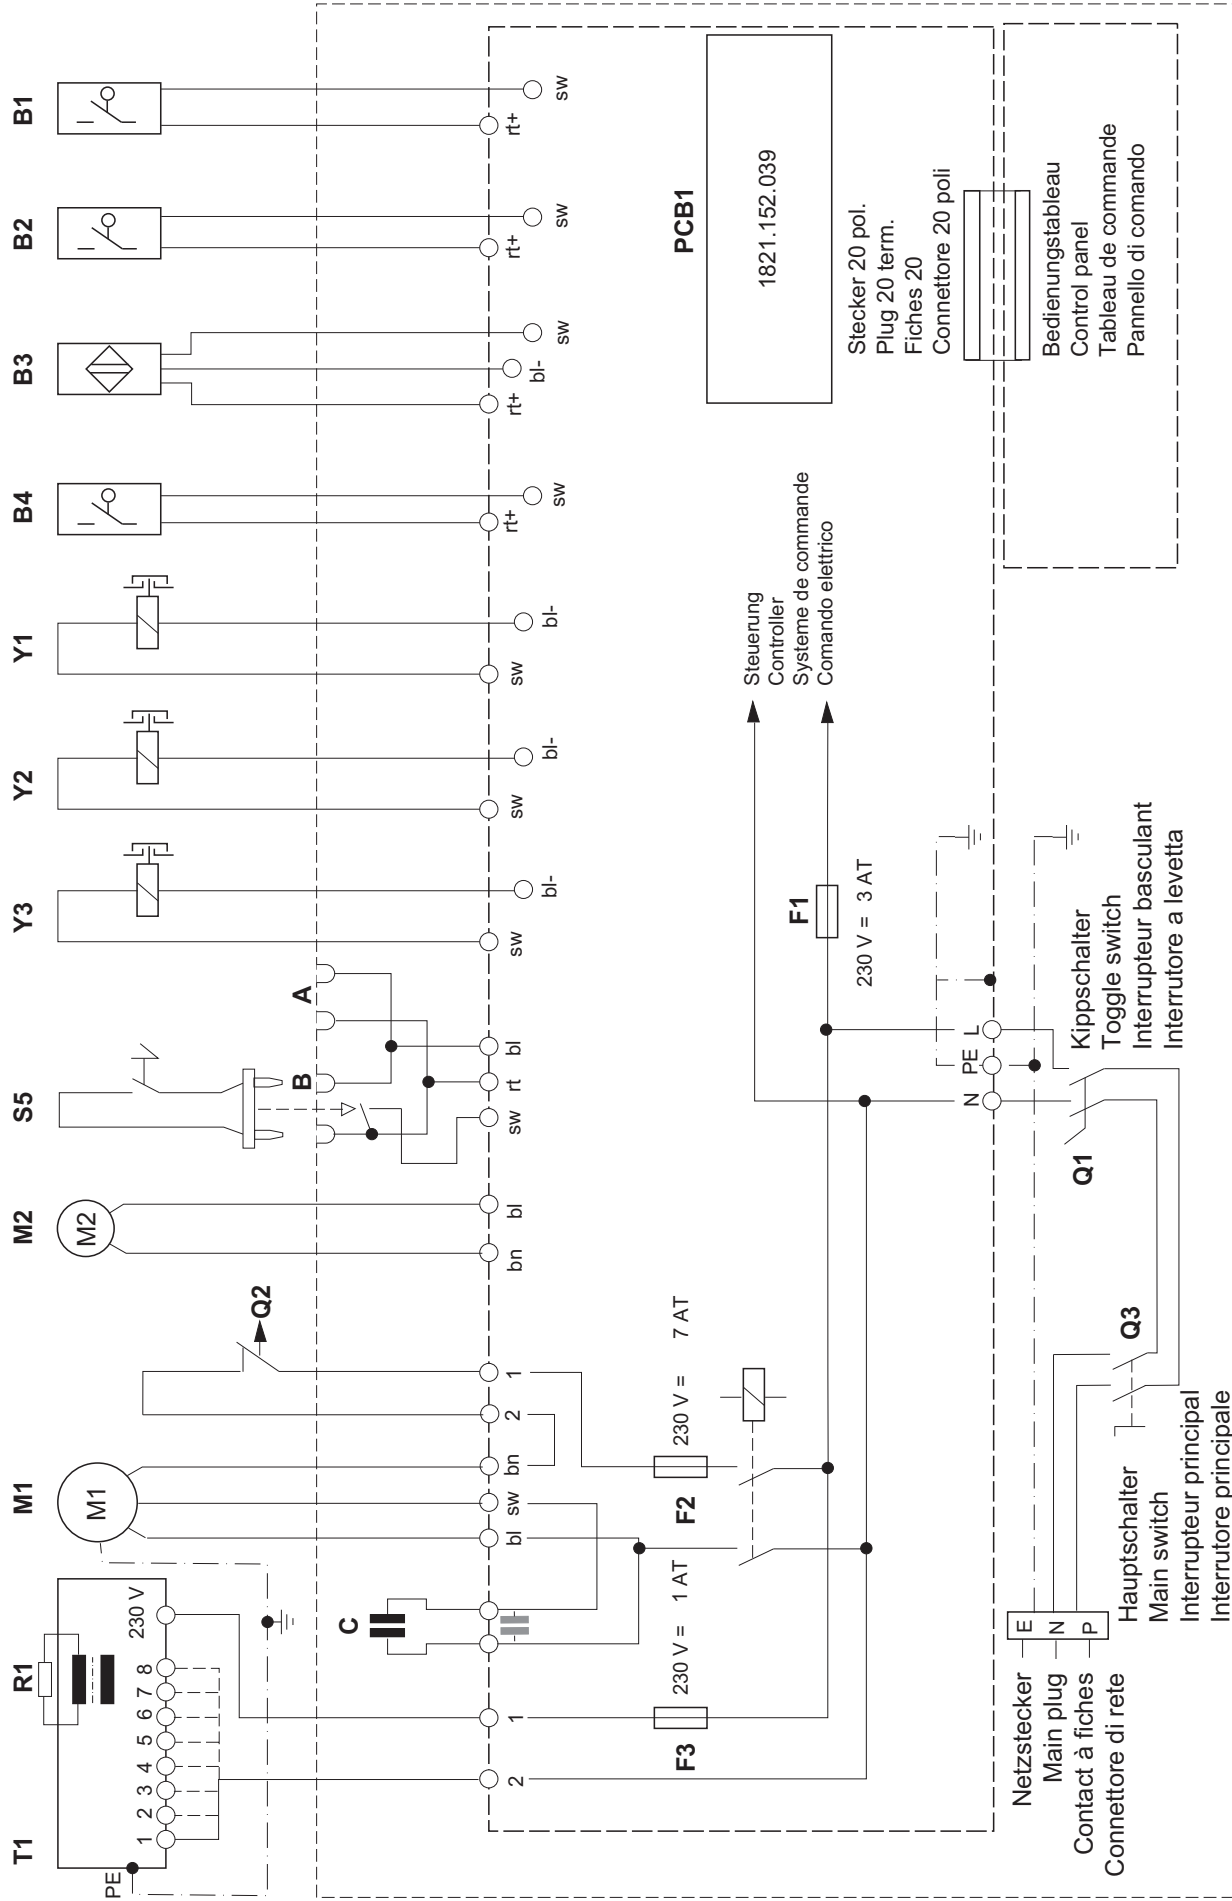 T1
R1
M1
M2
S5
Y3
Y2
Y1
B4
B3
B2
B1
PE
1
2
3
4
5
6
7
8
230 V
M1
M2
Q2
C
B
A
2
1
bl
sw
bn
2
1
bn
bl
sw
rt
bl
sw
bl-
sw
bl-
sw
bl-
rt+
sw
rt+
bl-
sw
rt+
sw
rt+
sw
F3
230 V = 1 AT
F2
230 V = 7 AT
F1
230 V = 3 AT
Steuerung
Controller
Systeme de commande
Comando elettrico
PCB1
1821.152.039
Stecker 20 pol.
Plug 20 term.
Fiches 20
Connettore 20 poli
Bedienungstableau
Control panel
Tableau de commande
Pannello di comando
N
PE
L
Kippschalter
Toggle switch
Interrupteur basculant
Interrutore a levetta
Q1
Q3
Netzstecker
Main plug
Contact à fiches
Connettore di rete
E
N
P
Hauptschalter
Main switch
Interrupteur principal
Interrutore principale